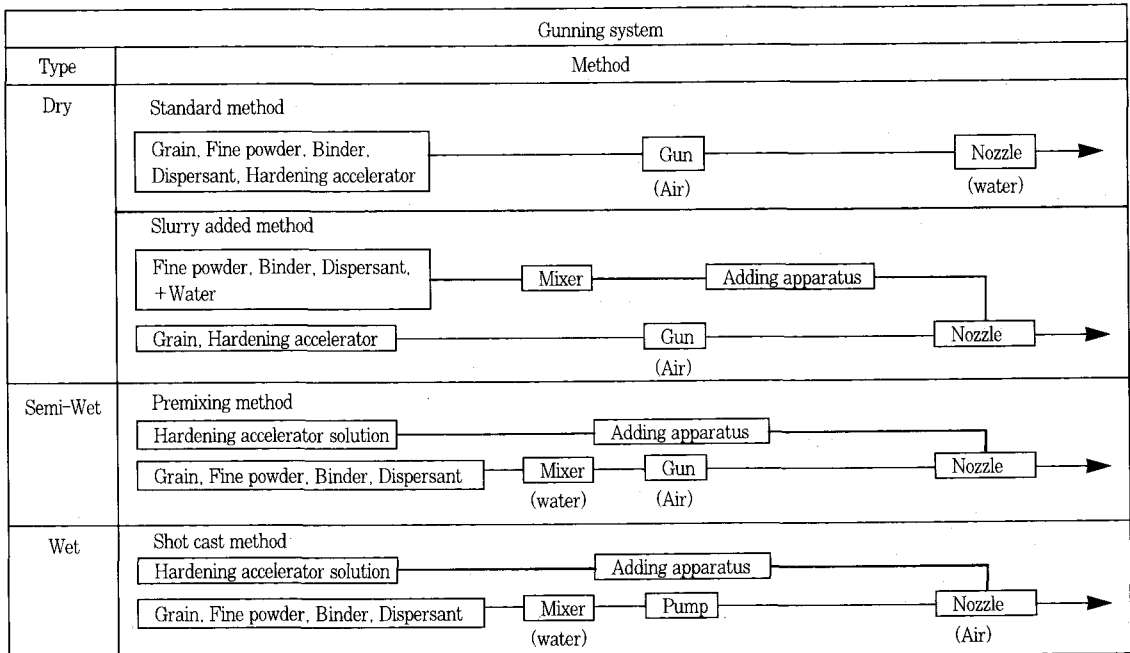 Gunning system
Type
Method
Dry
Standard method
Grain, Fine powder, Binder,
Dispersant, Hardening accelerator
Gun
(Air)
Nozzle
(water)
Slurry added method
Fine powder, Binder, Dispersant,
+Water
Mixer
Adding apparatus
Grain, Hardening accelerator
Gun
(Air)
Nozzle
Semi-Wet
Premixing method
Hardening accelerator solution
Adding apparatus
Grain, Fine powder, Binder, Dispersant
Mixer
(water)
Gun
(Air)
Nozzle
Wet
Shot cast method
Hardening accelerator solution
Adding apparatus
Grain, Fine powder, Binder, Dispersant
Mixer
(water)
Pump
Nozzle
(Air)